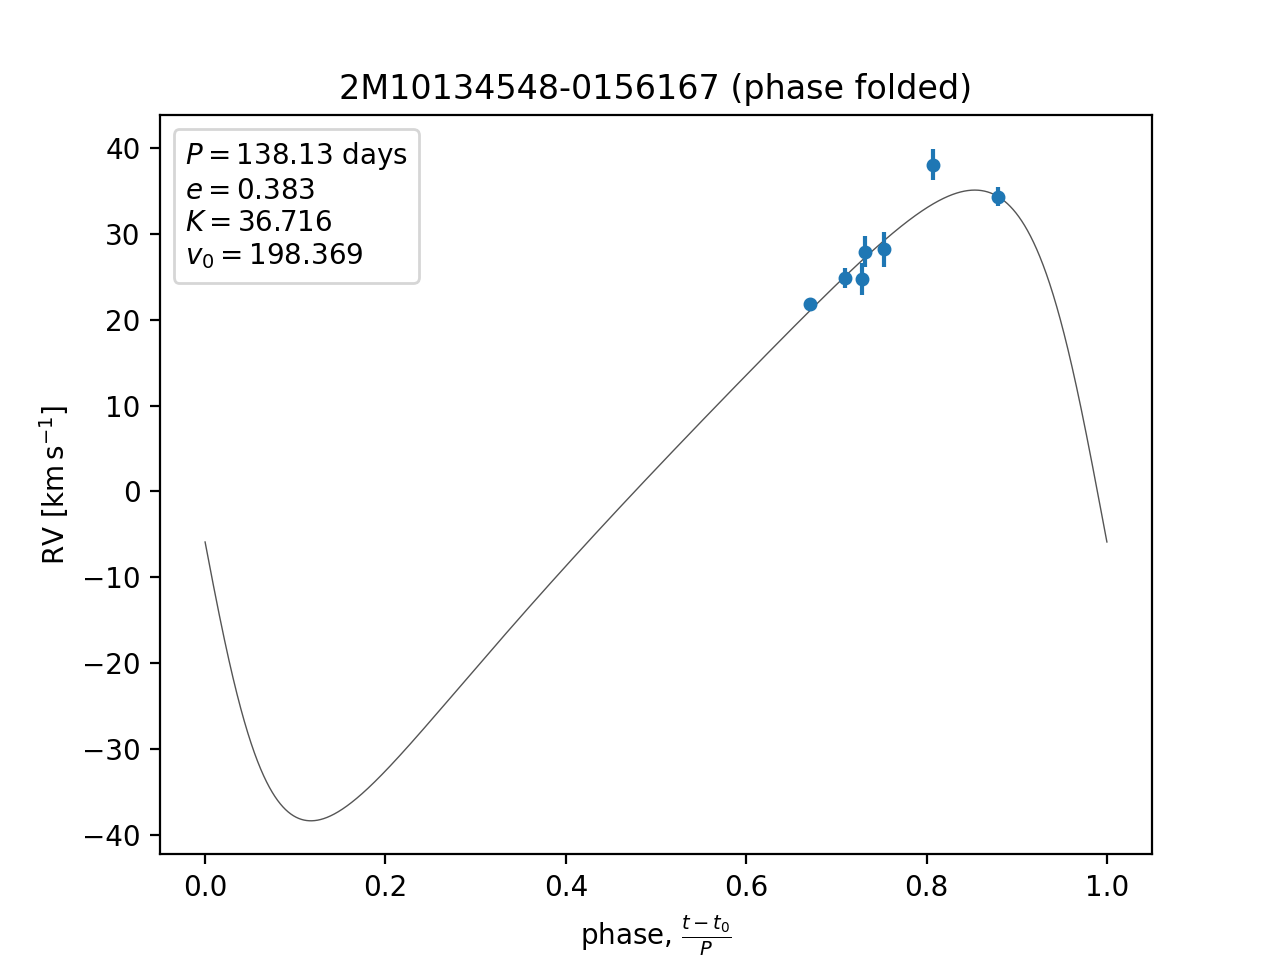 2M10134548-0156167 (phase folded)
P = 138.13 days
e = 0.383
K = 36.716
v₀ = 198.369
40
30
20
10
0
−10
−20
−30
−40
RV [km s⁻¹]
0.0 0.2 0.4 0.6 0.8 1.0
phase, (t − t₀)/P